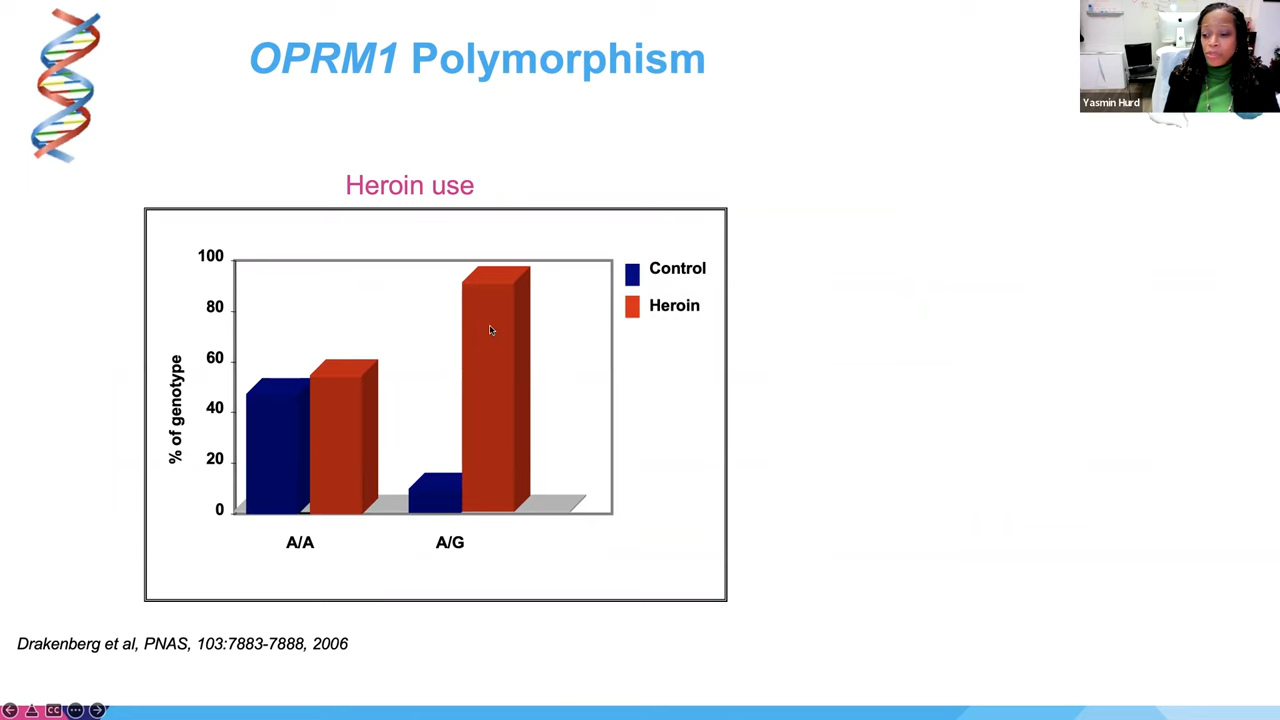 OPRM1 Polymorphism
Yasmin Hurd
Heroin use
100
80
60
40
20
0
% of genotype
Control
Heroin
A/A
A/G
Drakenberg et al, PNAS, 103:7883-7888, 2006
CC